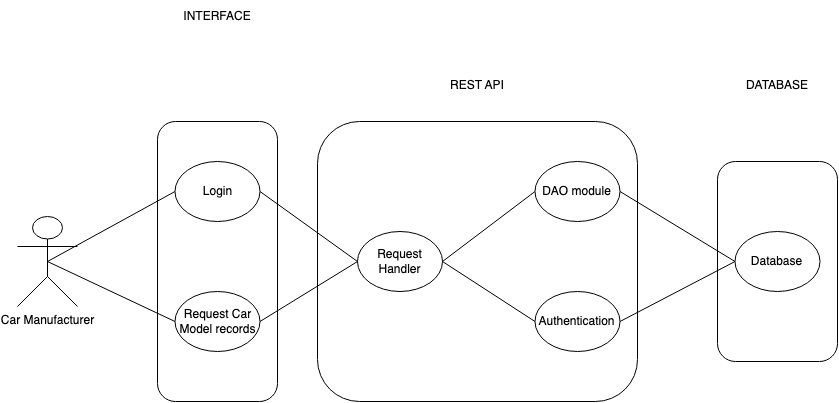 INTERFACE
REST API
DATABASE
Login
DAO module
Request
Handler
Database
Car Manufacturer
Request Car
Model records
Authentication